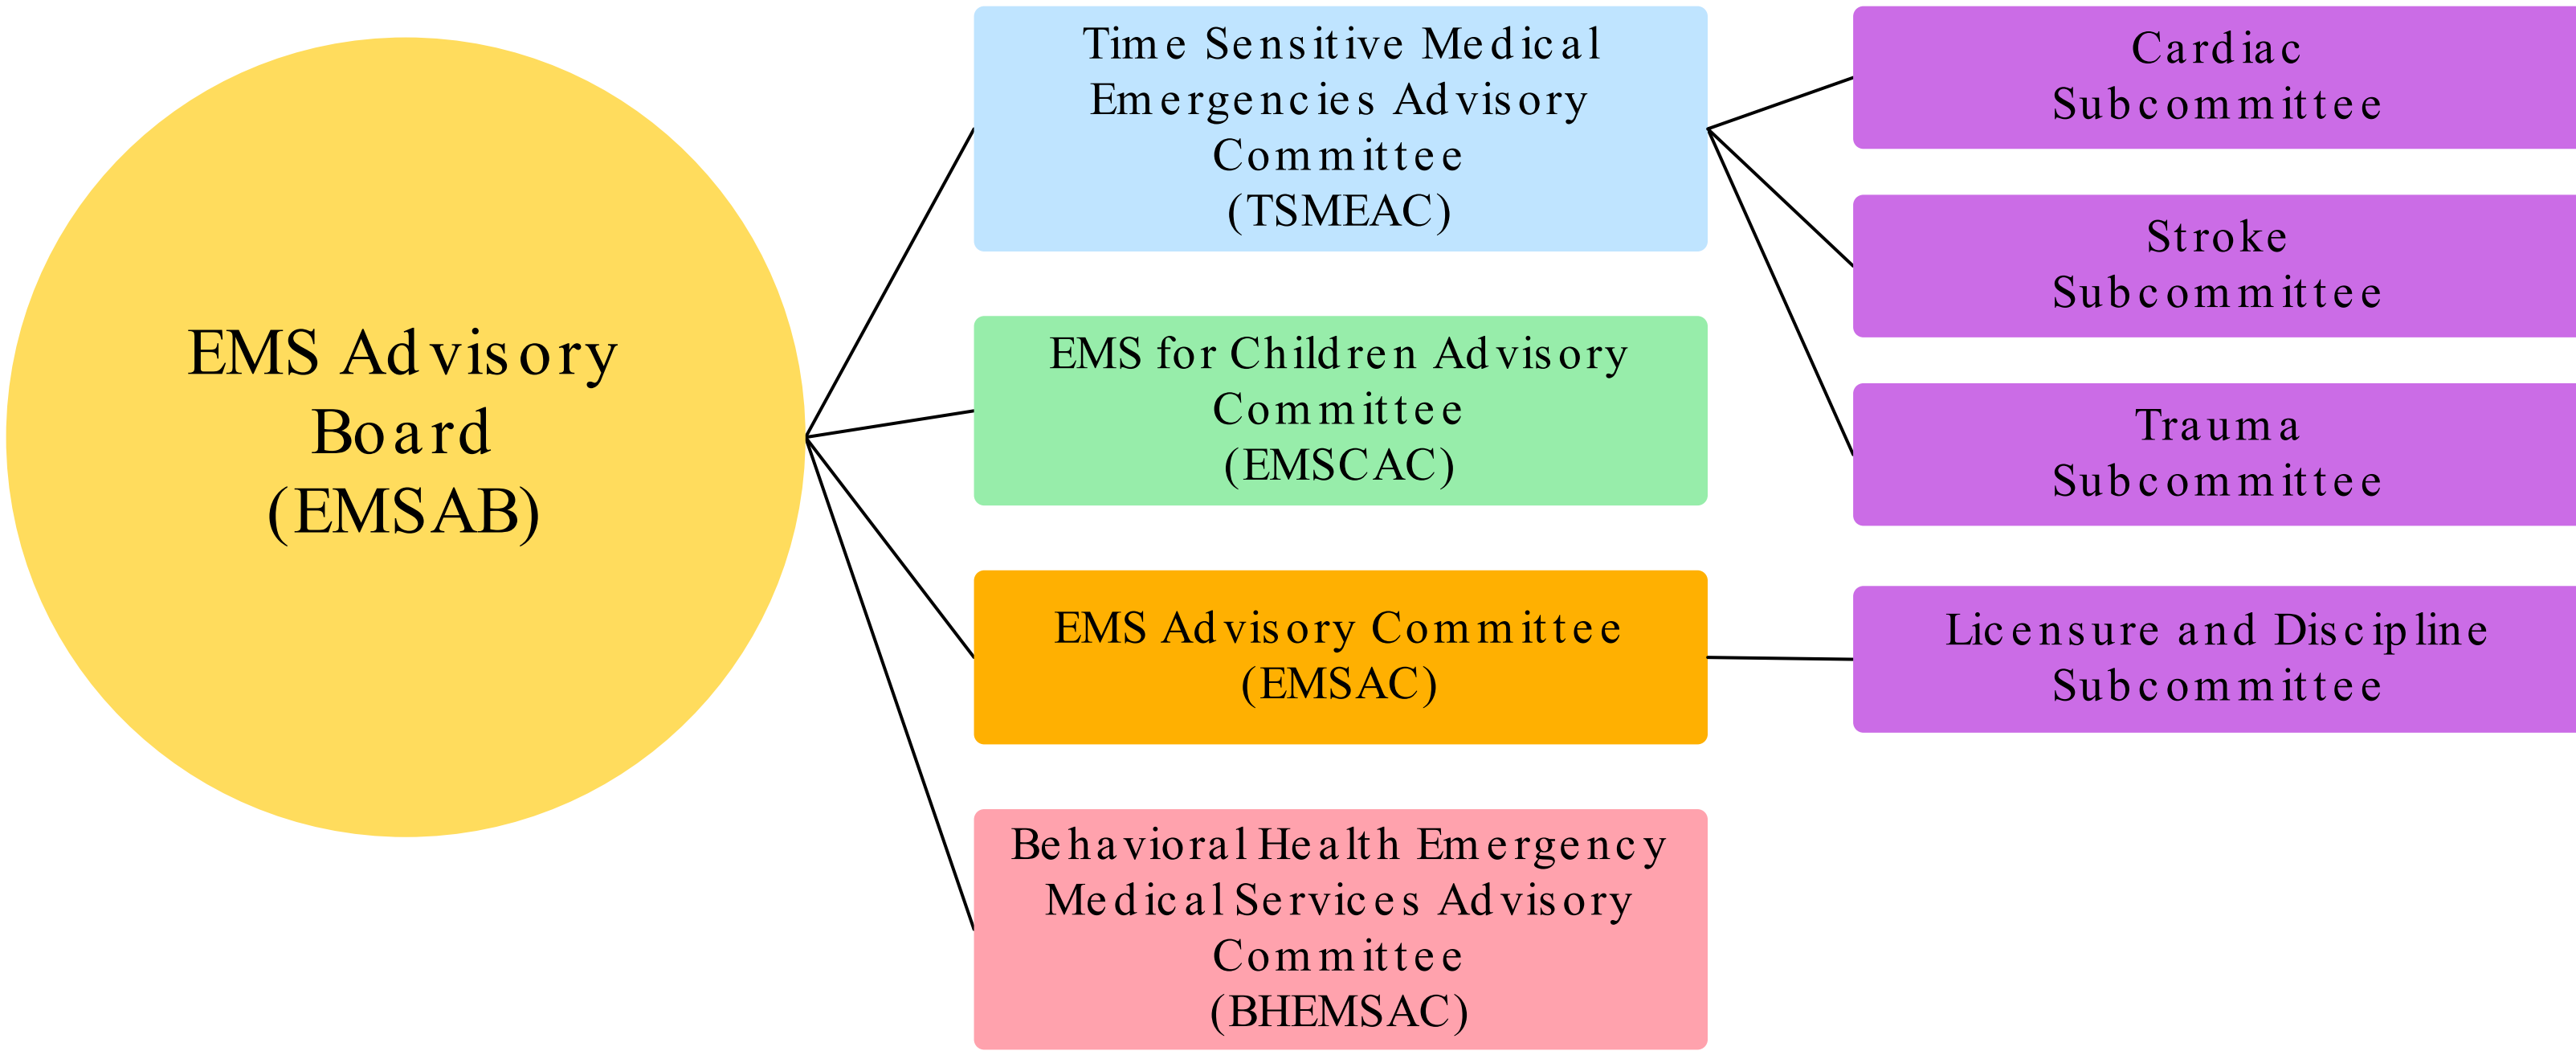 EMS Advisory
Board
(EMSAB)
Time Sensitive Medical
Emergencies Advisory
Committee
(TSMEAC)
EMS for Children Advisory
Committee
(EMSCAC)
EMS Advisory Committee
(EMSAC)
Behavioral Health Emergency
Medical Services Advisory
Committee
(BHEMSAC)
Cardiac
Subcommittee
Stroke
Subcommittee
Trauma
Subcommittee
Licensure and Discipline
Subcommittee